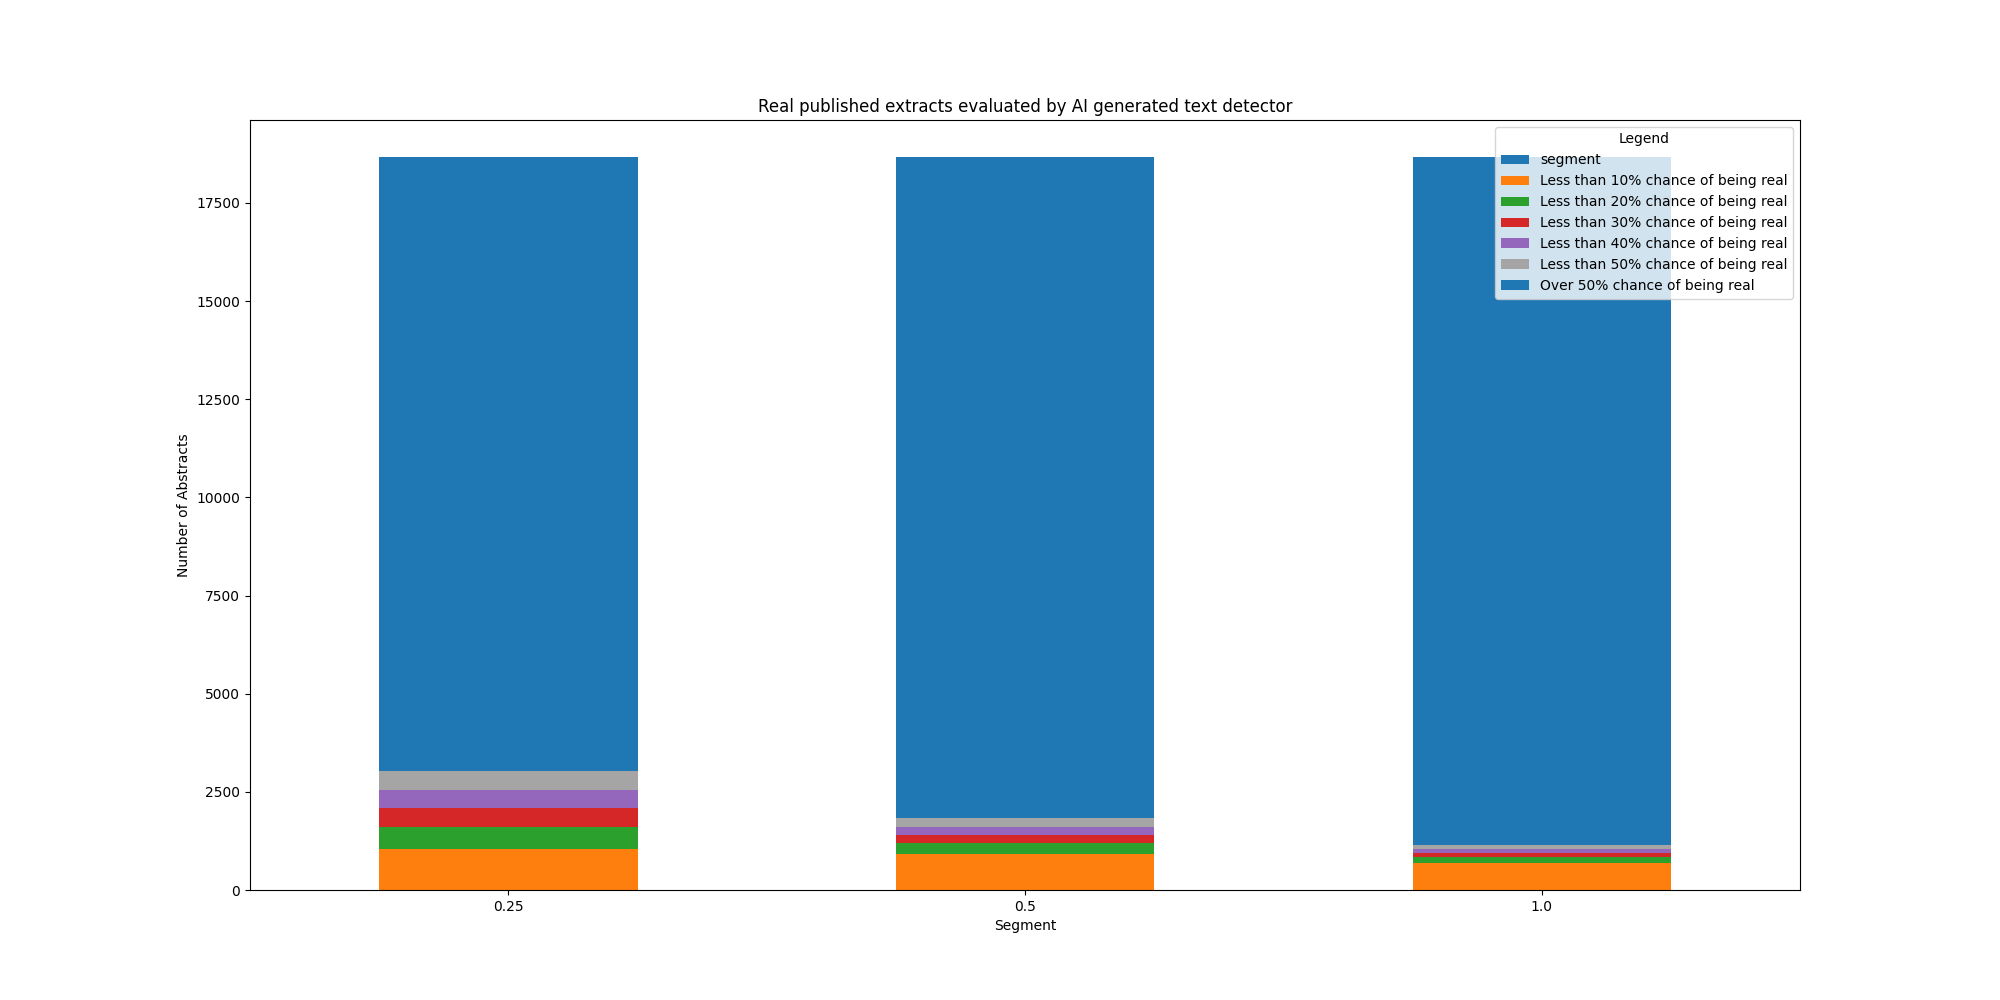 Real published extracts evaluated by AI generated text detector
Legend
segment
Less than 10% chance of being real
Less than 20% chance of being real
Less than 30% chance of being real
Less than 40% chance of being real
Less than 50% chance of being real
Over 50% chance of being real
17500
15000
12500
10000
7500
5000
2500
0
Number of Abstracts
0.25
0.5
1.0
Segment